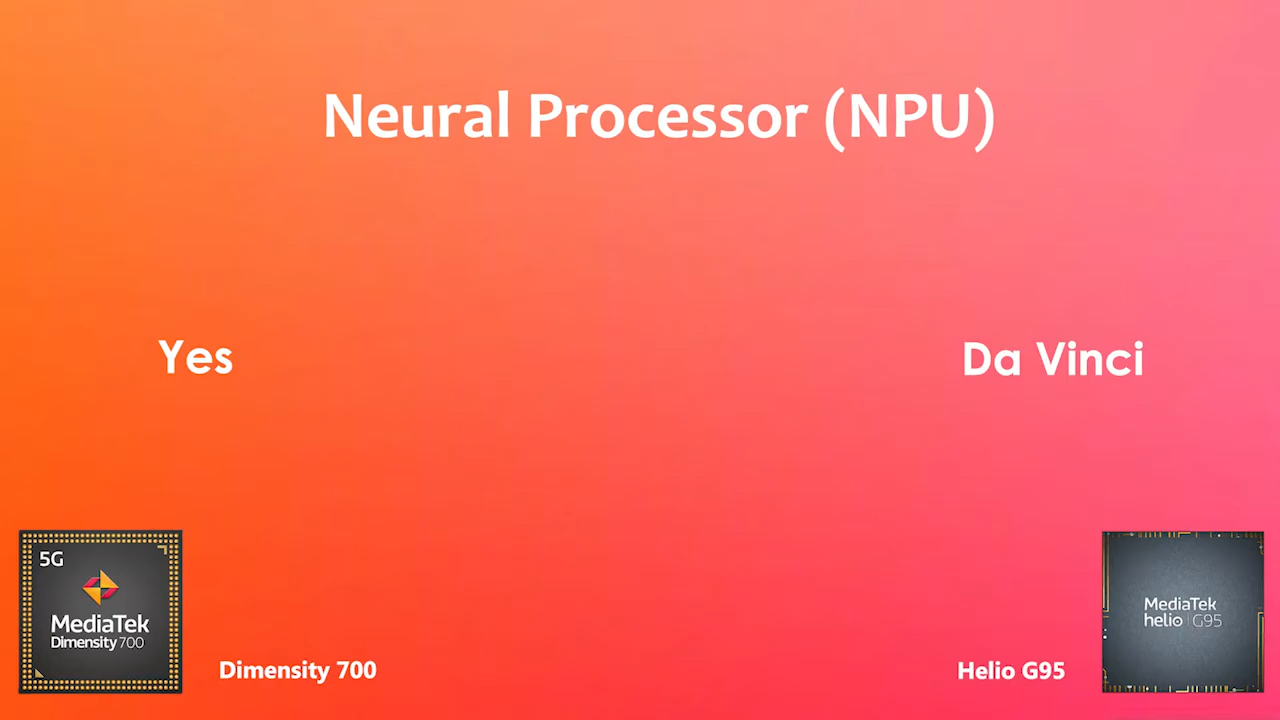 Neural Processor (NPU)
Yes
Da Vinci
5G
MediaTek
Dimensity 700
Dimensity 700
Helio G95
MediaTek
helio | G95